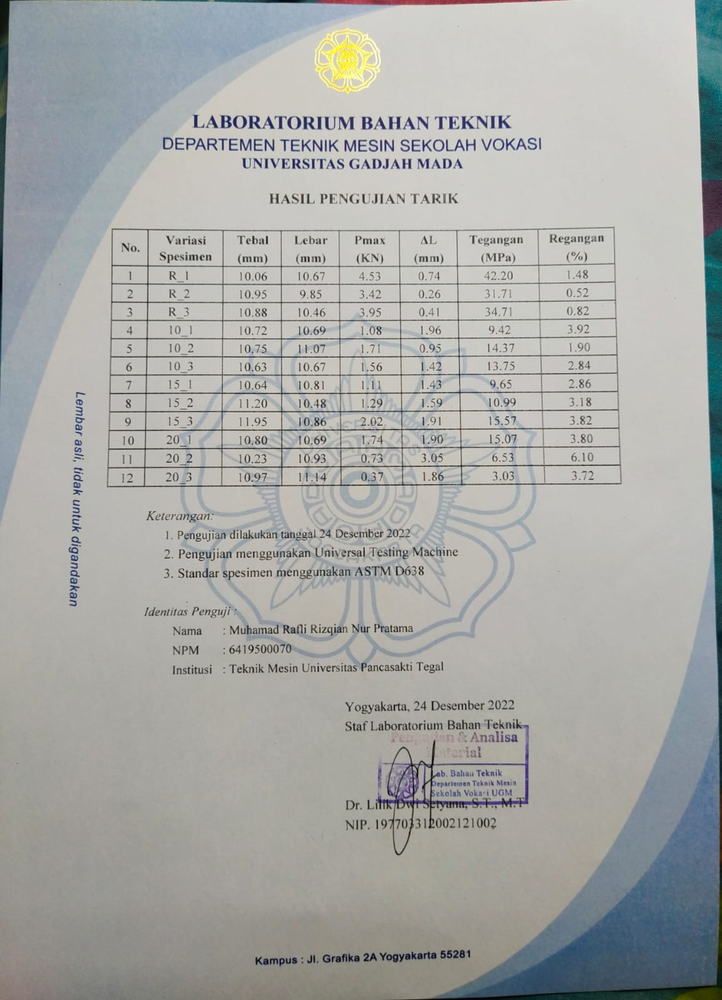 LABORATORIUM BAHAN TEKNIK
DEPARTEMEN TEKNIK MESIN SEKOLAH VOKASI
UNIVERSITAS GADJAH MADA
HASIL PENGUJIAN TARIK
No. Variasi Spesimen Tebal (mm) Lebar (mm) Pmax (KN) ΔL (mm) Tegangan (MPa) Regangan (%)
1 R_1 10.06 10.67 4.53 0.74 42.20 1.48
2 R_2 10.95 9.85 3.42 0.26 31.71 0.52
3 R_3 10.88 10.46 3.95 0.41 34.71 0.82
4 10_1 10.72 10.69 1.08 1.96 9.42 3.92
5 10_2 10.75 11.07 1.71 0.95 14.37 1.90
6 10_3 10.63 10.67 1.56 1.42 13.75 2.84
7 15_1 10.64 10.81 1.11 1.43 9.65 2.86
8 15_2 11.20 10.48 1.29 1.59 10.99 3.18
9 15_3 11.95 10.86 2.02 1.91 15.57 3.82
10 20_1 10.80 10.69 1.74 1.90 15.07 3.80
11 20_2 10.23 10.93 0.73 3.05 6.53 6.10
12 20_3 10.97 11.14 0.37 1.86 3.03 3.72
Lembar asli, tidak untuk digandakan
Keterangan:
1. Pengujian dilakukan tanggal 24 Desember 2022
2. Pengujian menggunakan Universal Testing Machine
3. Standar spesimen menggunakan ASTM D638
Identitas Penguji :
Nama : Muhamad Rafli Rizqian Nur Pratama
NPM : 6419500070
Institusi : Teknik Mesin Universitas Pancasakti Tegal
Yogyakarta, 24 Desember 2022
Staf Laboratorium Bahan Teknik
Pengujian & Analisa
Material
Lab. Bahan Teknik
Departemen Teknik Mesin
Sekolah Vokasi UGM
Dr. Lilik Dwi Setyana, S.T., M.T
NIP. 197703312002121002
Kampus : Jl. Grafika 2A Yogyakarta 55281